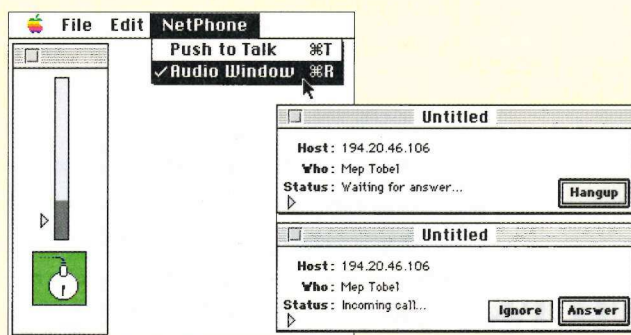 File Edit NetPhone
Push to Talk ⌘T
✓Audio Window ⌘R
Untitled
Host: 194.20.46.106
Who: Mep Tobel
Status: Waiting for answer...
Hangup
Untitled
Host: 194.20.46.106
Who: Mep Tobel
Status: Incoming call...
Ignore Answer